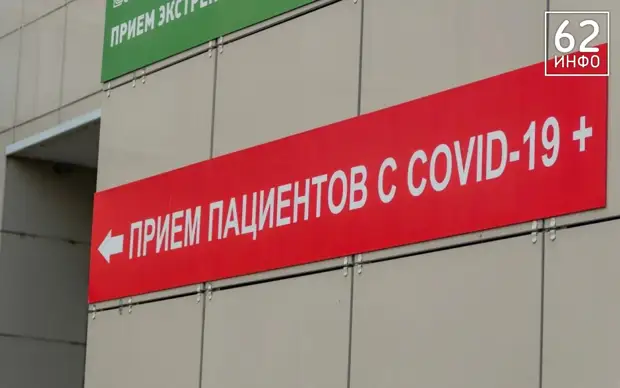 ПРИЕМ ЭКСТРЕ
62
ИНФО
← ПРИЕМ ПАЦИЕНТОВ С COVID-19 +